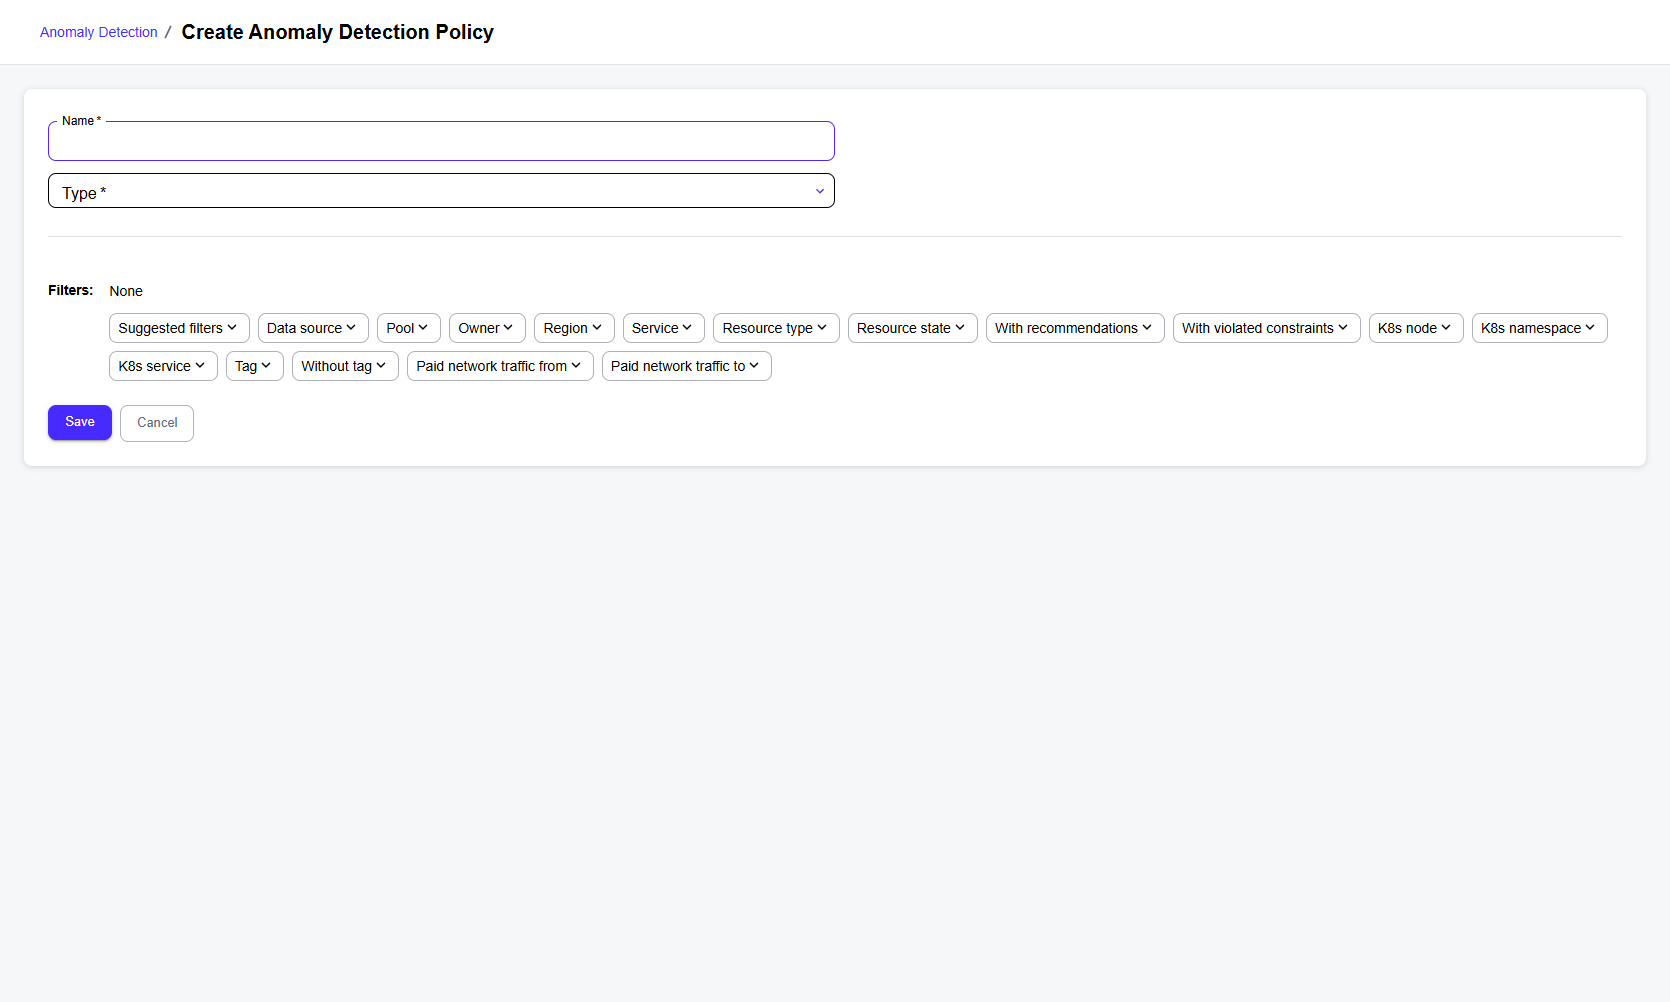 Anomaly Detection / Create Anomaly Detection Policy
Name *
Type *
Filters: None
Suggested filters Data source Pool Owner Region Service Resource type Resource state With recommendations With violated constraints K8s node K8s namespace
K8s service Tag Without tag Paid network traffic from Paid network traffic to
Save Cancel